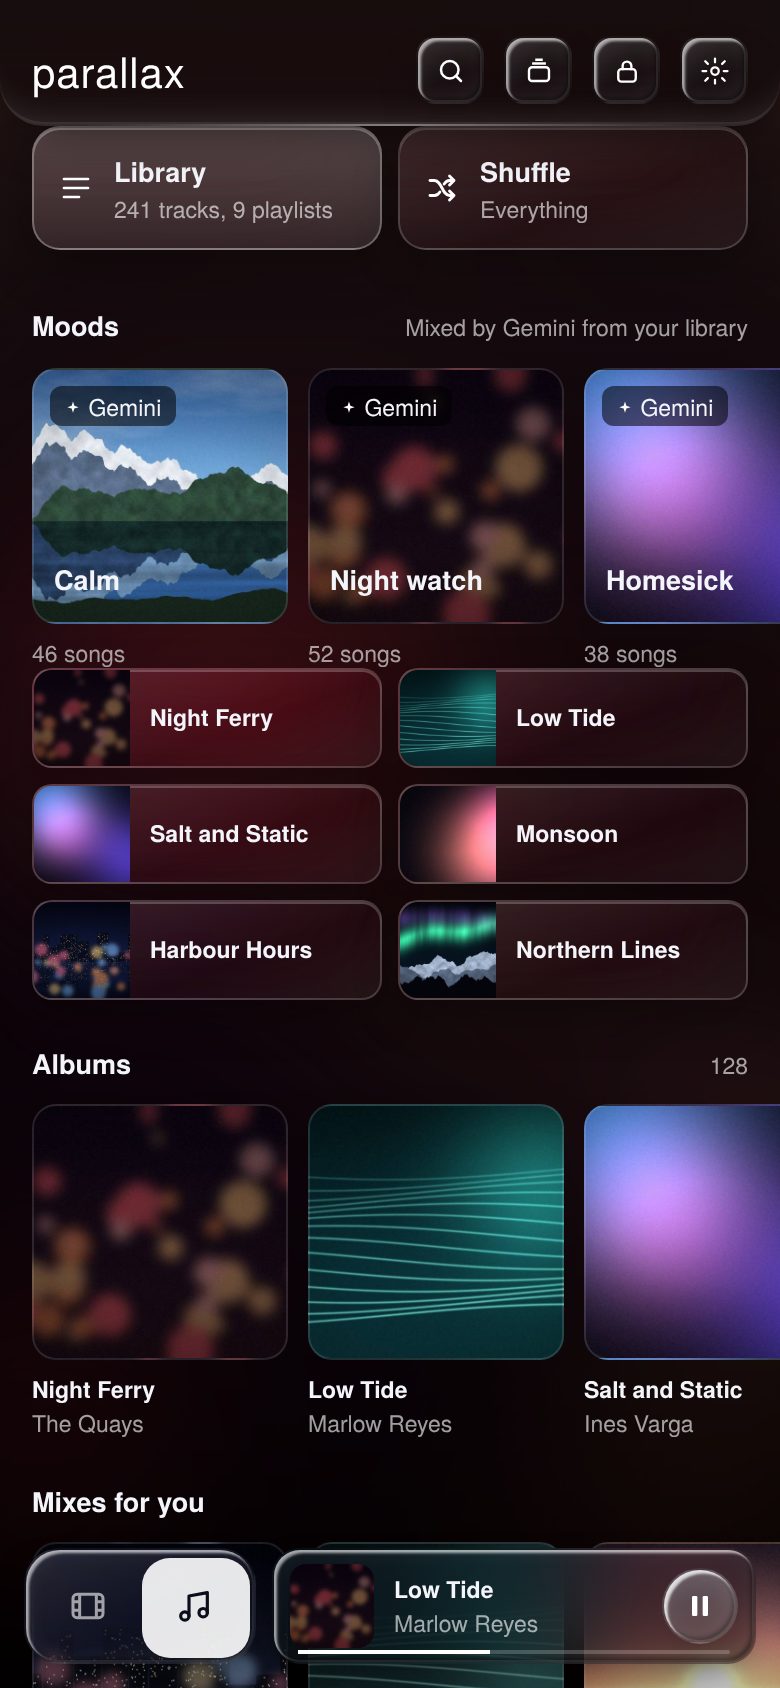 parallax
Library
241 tracks, 9 playlists
Shuffle
Everything
Moods
Mixed by Gemini from your library
Gemini
Calm
46 songs
Gemini
Night watch
52 songs
Gemini
Homesick
38 songs
Night Ferry
Low Tide
Salt and Static
Monsoon
Harbour Hours
Northern Lines
Albums
128
Night Ferry
The Quays
Low Tide
Marlow Reyes
Salt and Static
Ines Varga
Mixes for you
Low Tide
Marlow Reyes